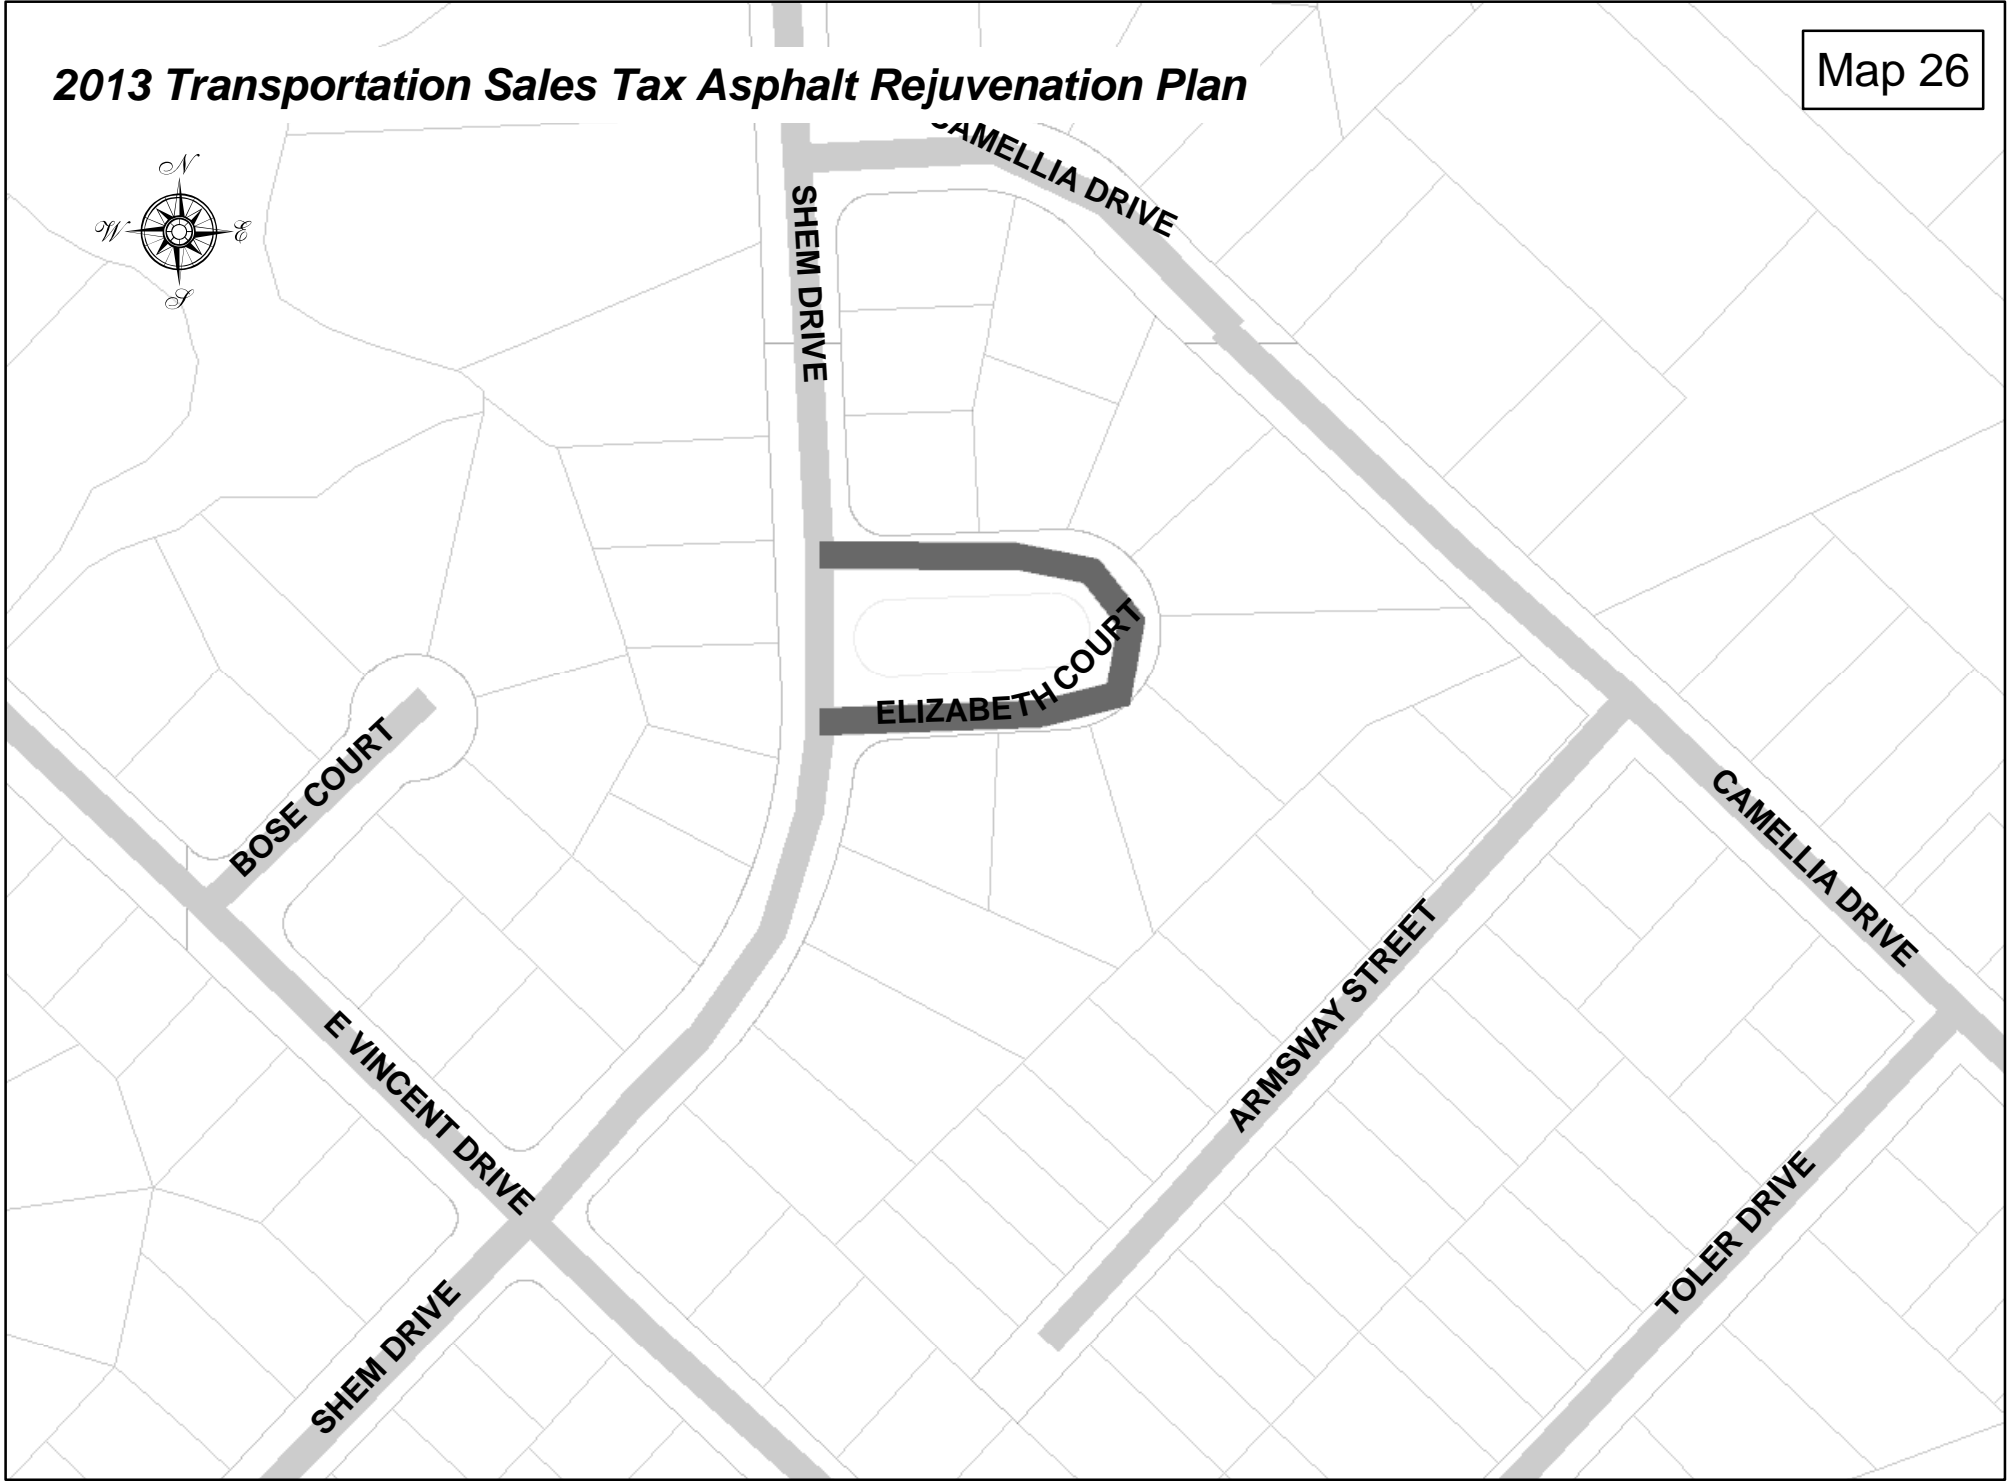 2013 Transportation Sales Tax Asphalt Rejuvenation Plan
Map 26
N
W
E
S
CAMELLIA DRIVE
SHEM DRIVE
ELIZABETH COURT
BOSE COURT
CAMELLIA DRIVE
ARMSWAY STREET
E VINCENT DRIVE
TOLER DRIVE
SHEM DRIVE